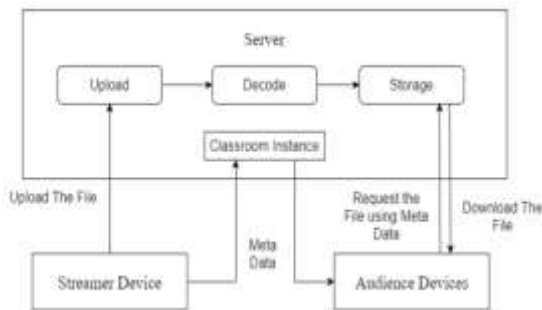 Server
Upload
Decode
Storage
Classroom Instance
Upload The File
Request the
File using Meta
Data
Download The
File
Meta
Data
Streamer Device
Audience Devices